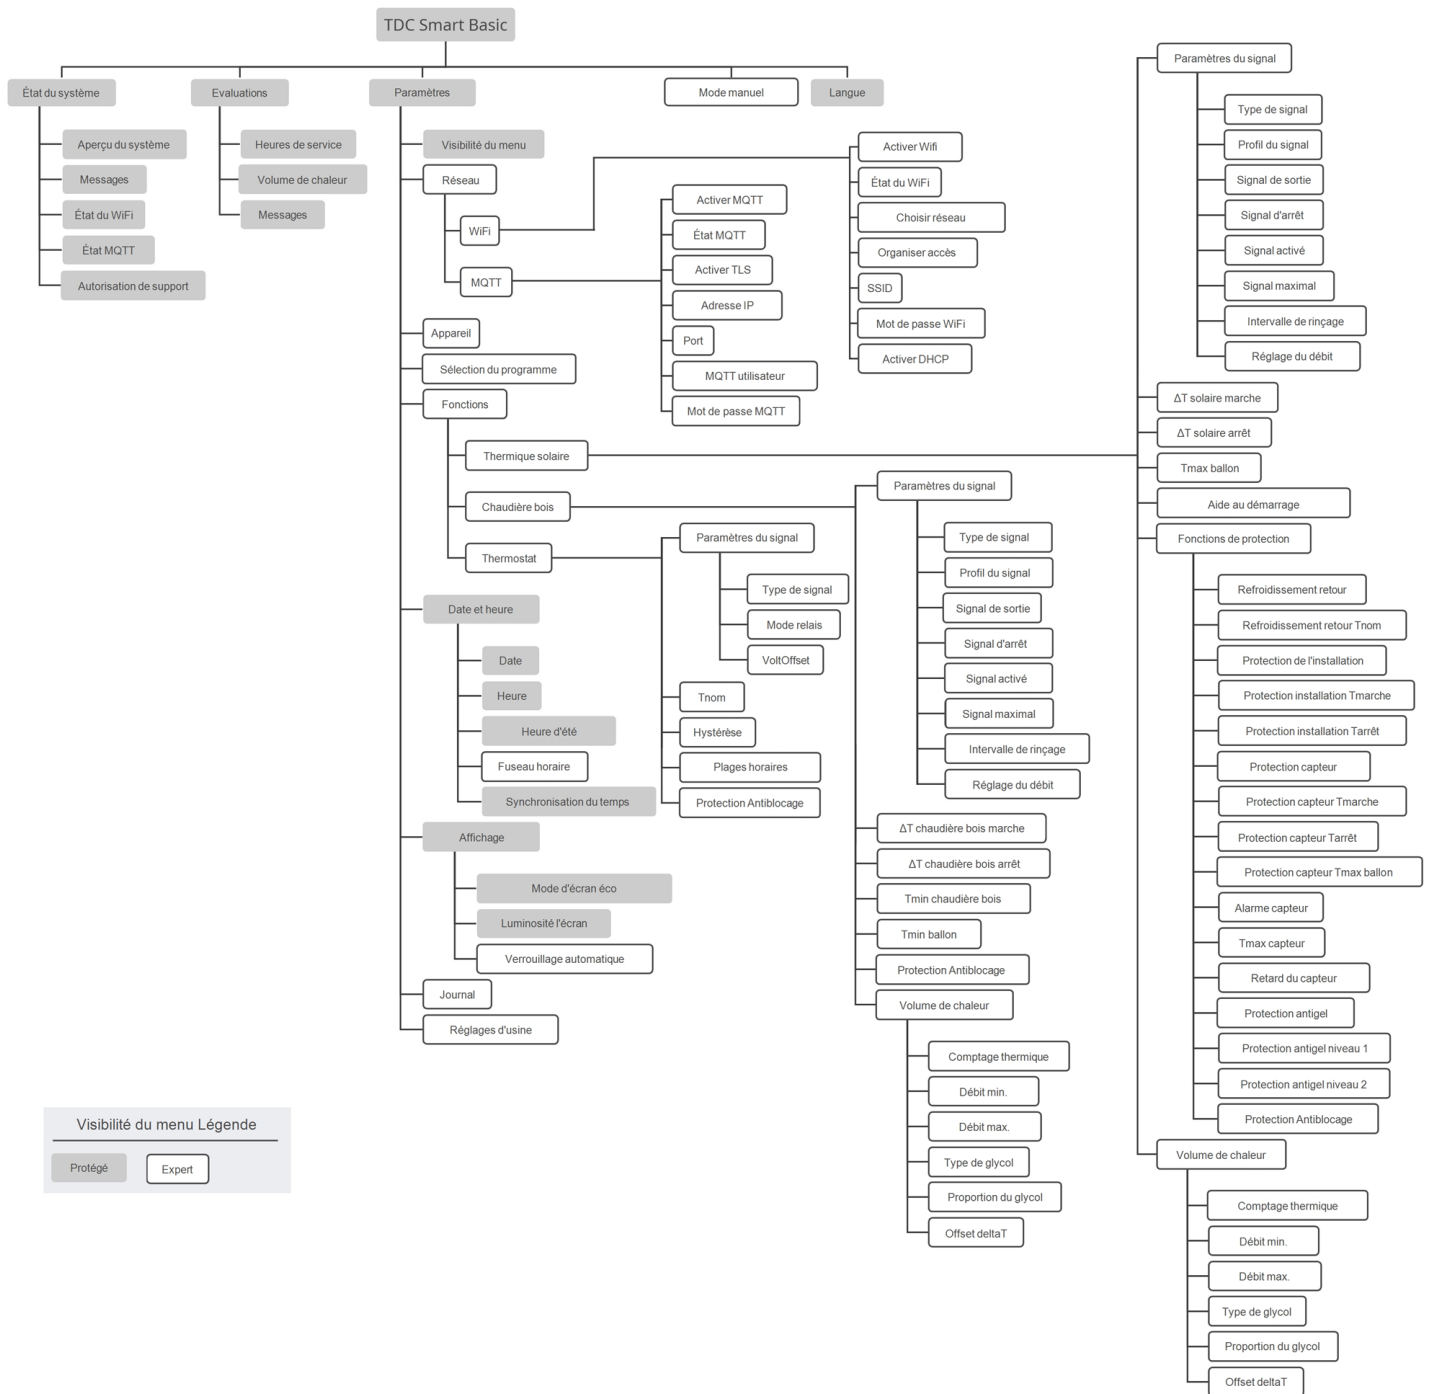 TDC Smart Basic
État du système
Evaluations
Paramètres
Mode manuel
Langue
Aperçu du système
Messages
État du WiFi
État MQTT
Autorisation de support
Heures de service
Volume de chaleur
Messages
Visibilité du menu
Réseau
WiFi
MQTT
Activer Wifi
État du WiFi
Choisir réseau
Organiser accès
SSID
Mot de passe WiFi
Activer DHCP
Activer MQTT
État MQTT
Activer TLS
Adresse IP
Port
MQTT utilisateur
Mot de passe MQTT
Appareil
Sélection du programme
Fonctions
Thermique solaire
Chaudière bois
Thermostat
Paramètres du signal
Type de signal
Mode relais
VoltOffset
Tnom
Hystérèse
Plages horaires
Protection Antiblocage
Date et heure
Date
Heure
Heure d'été
Fuseau horaire
Synchronisation du temps
Affichage
Mode d'écran éco
Luminosité l'écran
Verrouillage automatique
Journal
Réglages d'usine
Paramètres du signal
Type de signal
Profil du signal
Signal de sortie
Signal d'arrêt
Signal activé
Signal maximal
Intervalle de rinçage
Réglage du débit
ΔT chaudière bois marche
ΔT chaudière bois arrêt
Tmin chaudière bois
Tmin ballon
Protection Antiblocage
Volume de chaleur
Comptage thermique
Débit min.
Débit max.
Type de glycol
Proportion du glycol
Offset deltaT
Paramètres du signal
Type de signal
Profil du signal
Signal de sortie
Signal d'arrêt
Signal activé
Signal maximal
Intervalle de rinçage
Réglage du débit
ΔT solaire marche
ΔT solaire arrêt
Tmax ballon
Aide au démarrage
Fonctions de protection
Refroidissement retour
Refroidissement retour Tnom
Protection de l'installation
Protection installation Tmarche
Protection installation Tarrêt
Protection capteur
Protection capteur Tmarche
Protection capteur Tarrêt
Protection capteur Tmax ballon
Alarme capteur
Tmax capteur
Retard du capteur
Protection antigel
Protection antigel niveau 1
Protection antigel niveau 2
Protection Antiblocage
Volume de chaleur
Comptage thermique
Débit min.
Débit max.
Type de glycol
Proportion du glycol
Offset deltaT
Visibilité du menu Légende
Protégé
Expert